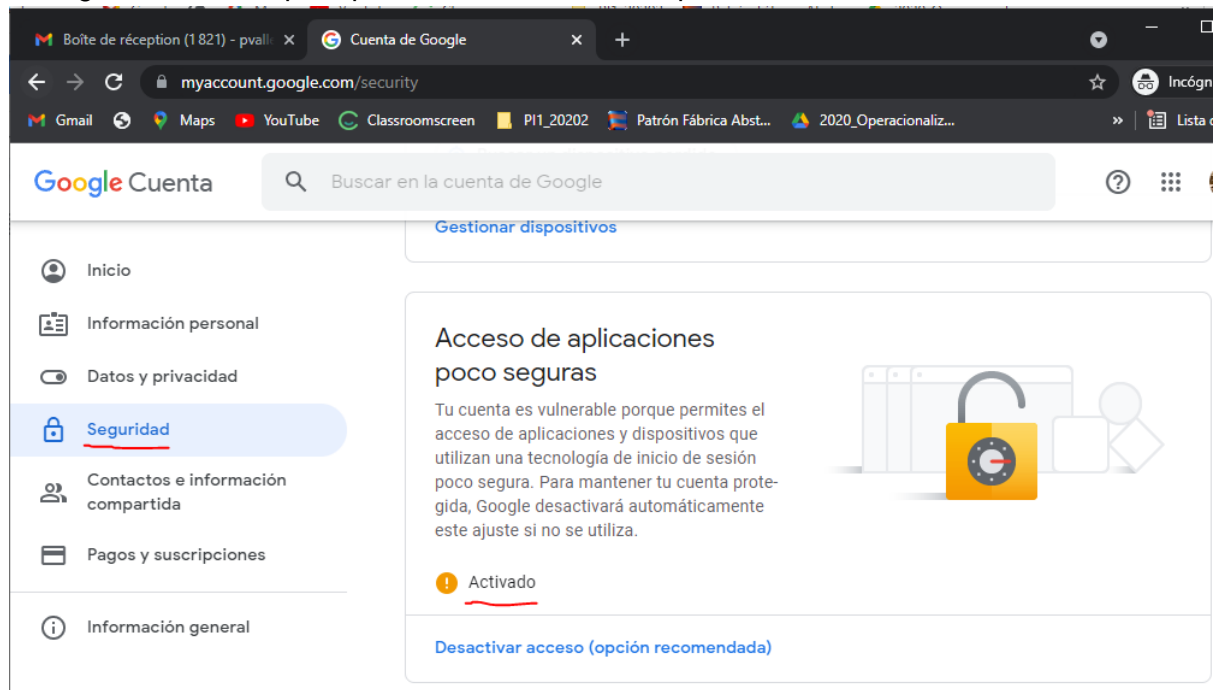 Boîte de réception (1 821) - pvall
Cuenta de Google
myaccount.google.com/security
Incógn
Gmail
Maps
YouTube
Classroomscreen
PI1_20202
Patrón Fábrica Abst...
2020_Operacionaliz...
»
Lista
Google Cuenta
Buscar en la cuenta de Google
Gestionar dispositivos
Inicio
Información personal
Datos y privacidad
Seguridad
Contactos e información
compartida
Pagos y suscripciones
Información general
Acceso de aplicaciones
poco seguras
Tu cuenta es vulnerable porque permites el
acceso de aplicaciones y dispositivos que
utilizan una tecnología de inicio de sesión
poco segura. Para mantener tu cuenta prote-
gida, Google desactivará automáticamente
este ajuste si no se utiliza.
Activado
Desactivar acceso (opción recomendada)